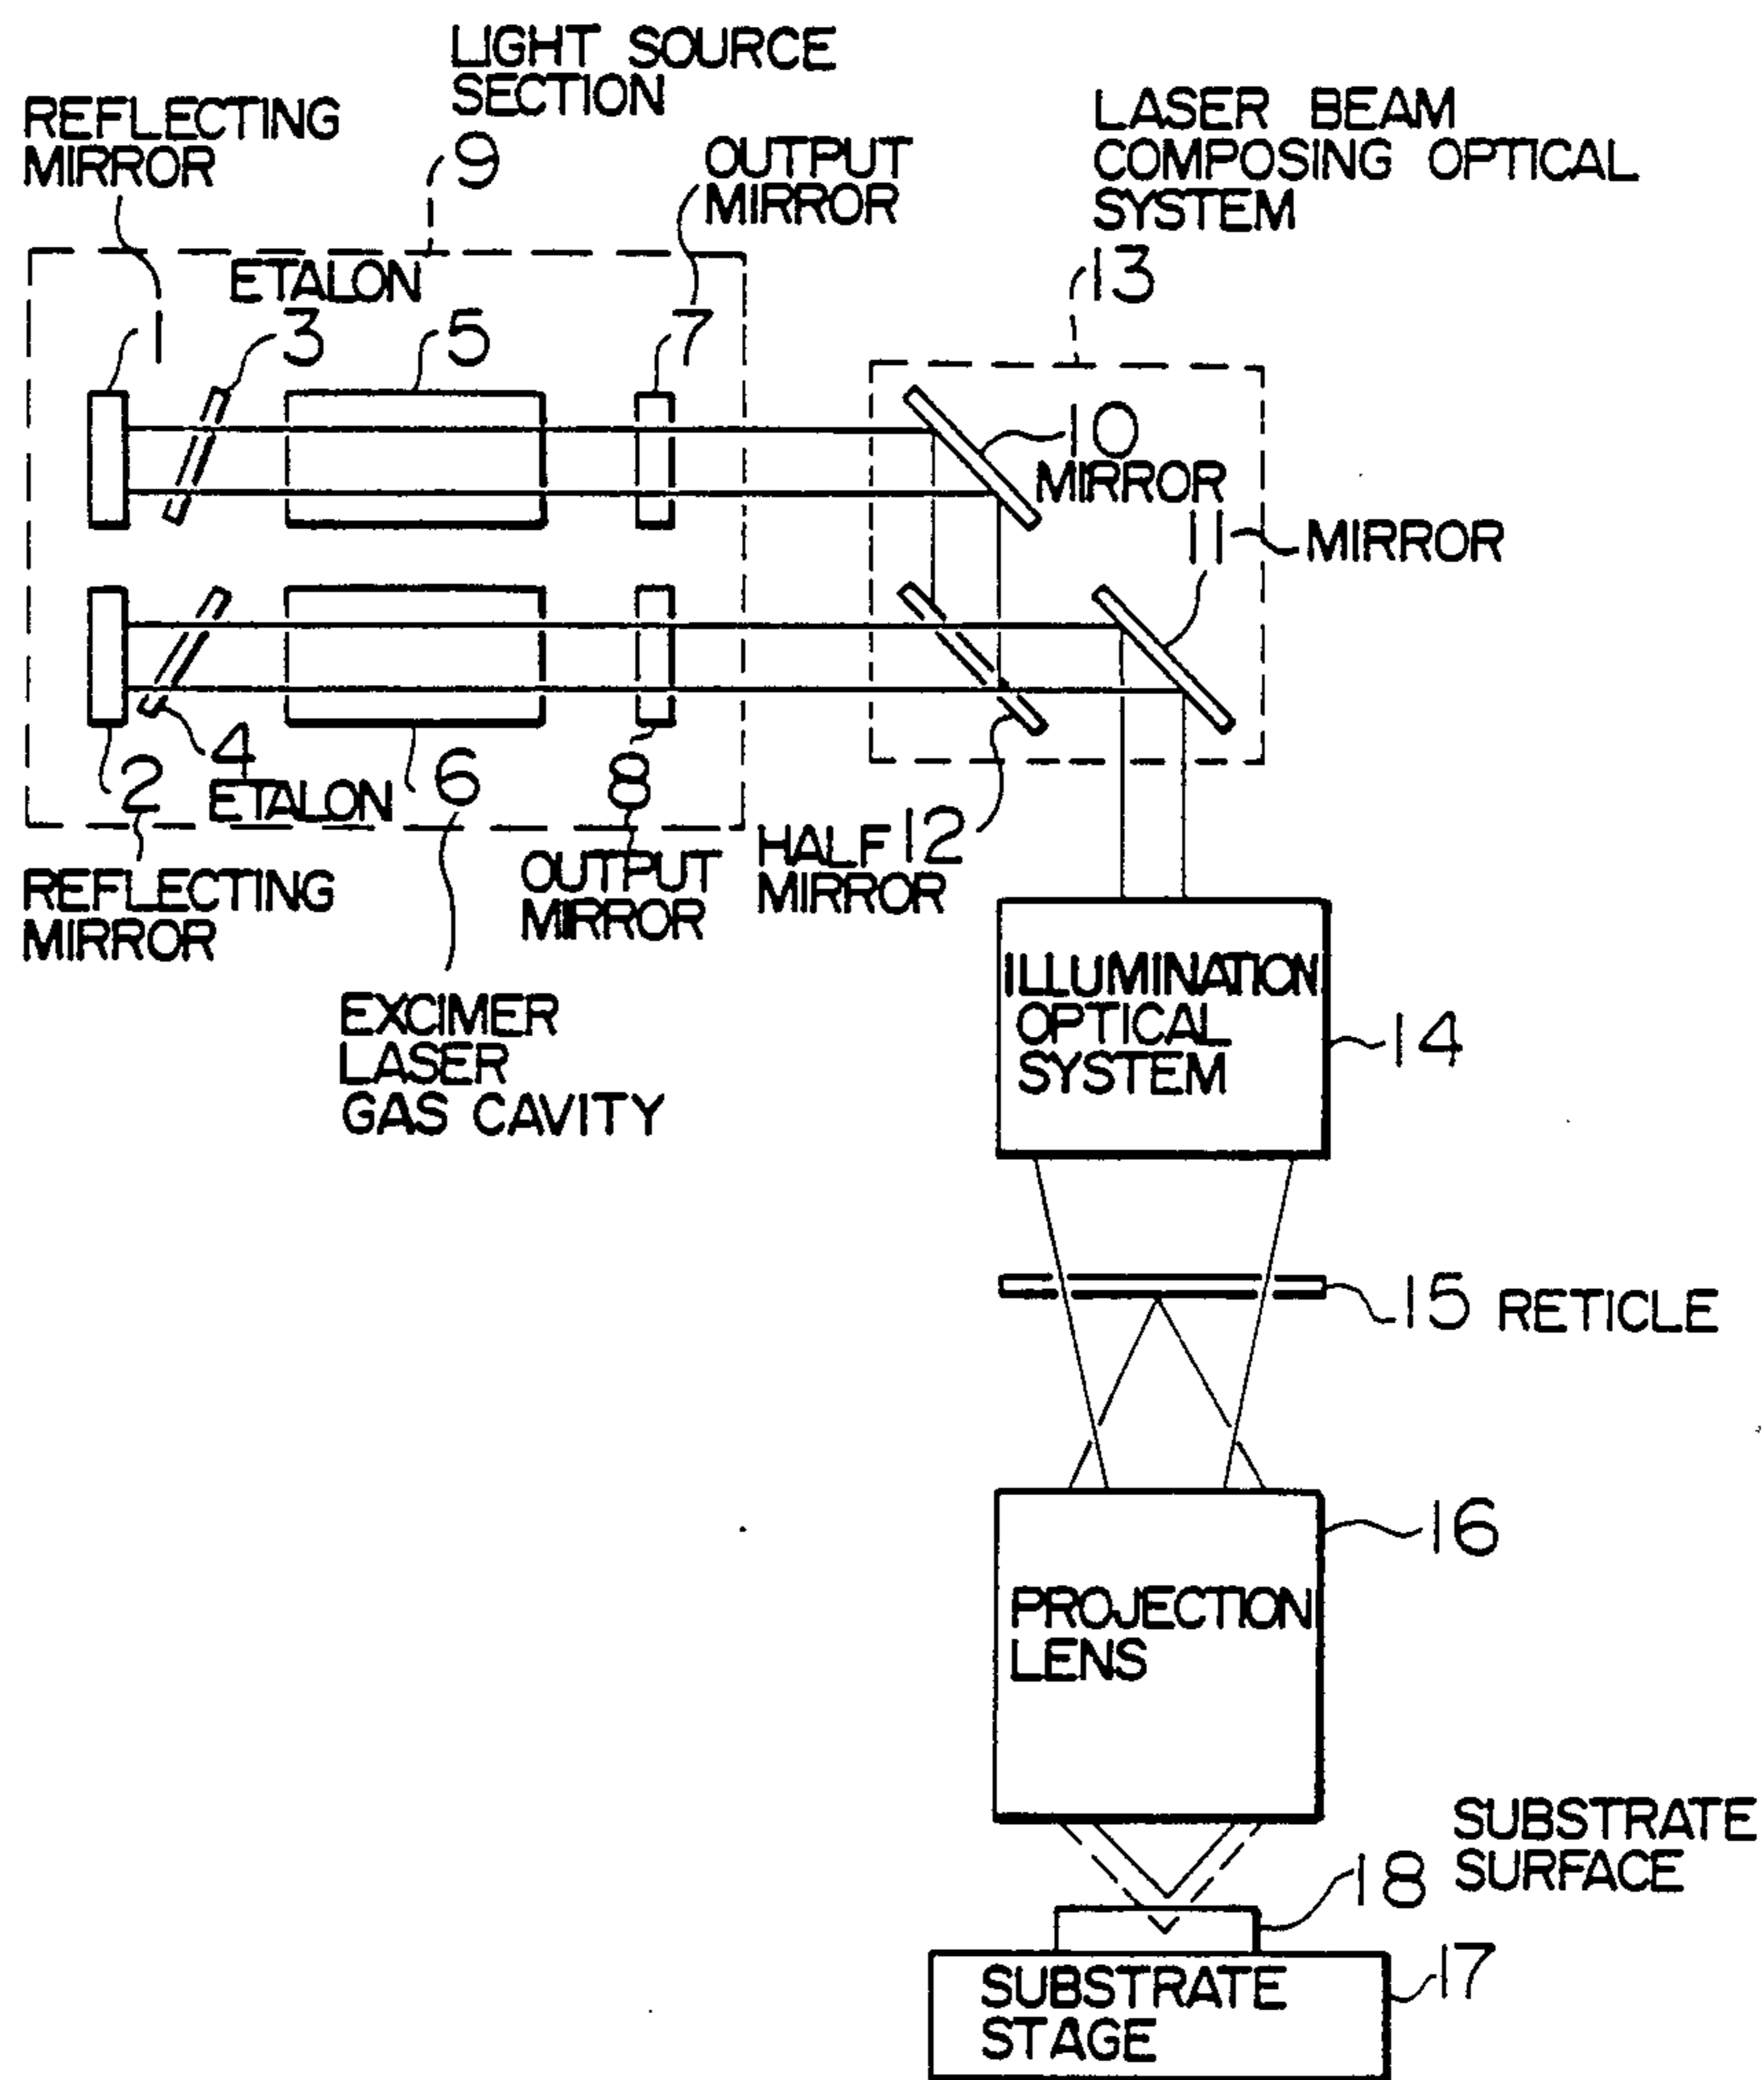 LIGHT SOURCE
SECTION
9
REFLECTING
MIRROR
OUTPUT
MIRROR
LASER BEAM
COMPOSING OPTICAL
SYSTEM
13
ETALON
1
3
5
7
10
MIRROR
11
MIRROR
2
4
ETALON
6
8
HALF 12
MIRROR
REFLECTING
MIRROR
OUTPUT
MIRROR
EXCIMER
LASER
GAS CAVITY
ILLUMINATION
OPTICAL
SYSTEM
14
15 RETICLE
16
PROJECTION
LENS
SUBSTRATE
SURFACE
18
17
SUBSTRATE
STAGE